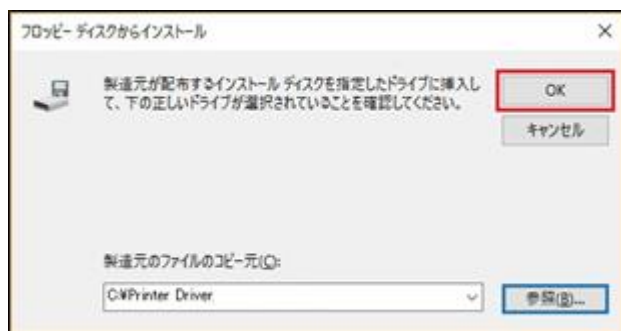 フロッピー ディスクからインストール
製造元が配布するインストール ディスクを指定したドライブに挿入し
て、下の正しいドライブが選択されていることを確認してください。
OK
キャンセル
製造元のファイルのコピー元(C):
C:¥Printer Driver
参照(B)...